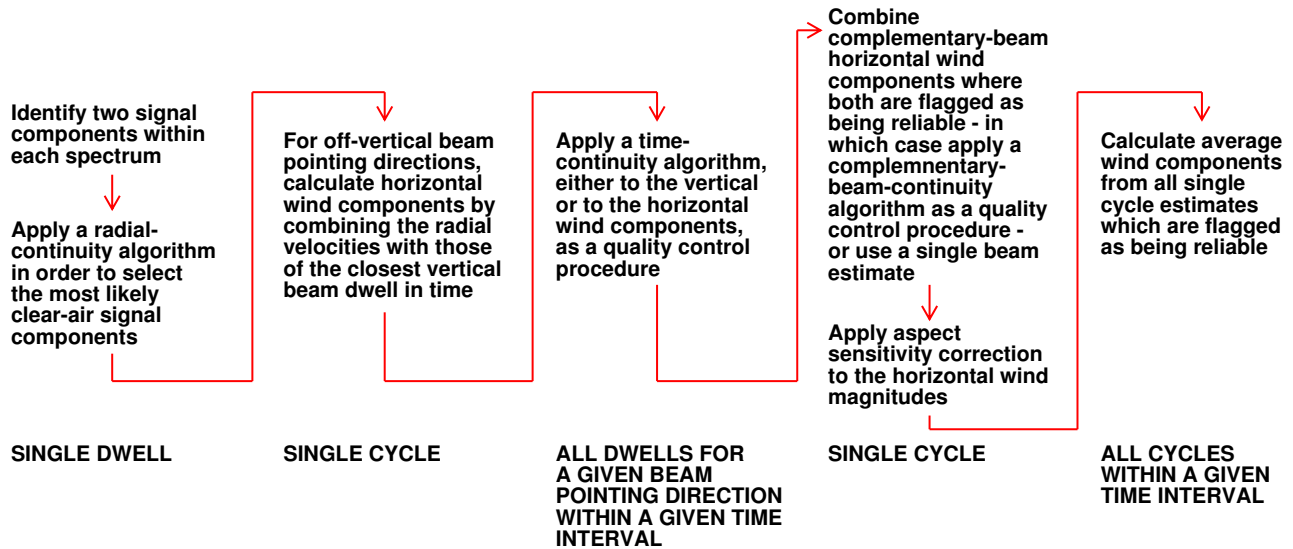 Identify two signal
components within
each spectrum
Apply a radial-
continuity algorithm
in order to select
the most likely
clear-air signal
components
SINGLE DWELL
For off-vertical beam
pointing directions,
calculate horizontal
wind components by
combining the radial
velocities with those
of the closest vertical
beam dwell in time
SINGLE CYCLE
Apply a time-
continuity algorithm,
either to the vertical
or to the horizontal
wind components,
as a quality control
procedure
ALL DWELLS FOR
A GIVEN BEAM
POINTING DIRECTION
WITHIN A GIVEN TIME
INTERVAL
Combine
complementary-beam
horizontal wind
components where
both are flagged as
being reliable - in
which case apply a
complemnentary-
beam-continuity
algorithm as a quality
control procedure -
or use a single beam
estimate
Apply aspect
sensitivity correction
to the horizontal wind
magnitudes
SINGLE CYCLE
Calculate average
wind components
from all single
cycle estimates
which are flagged
as being reliable
ALL CYCLES
WITHIN A GIVEN
TIME INTERVAL